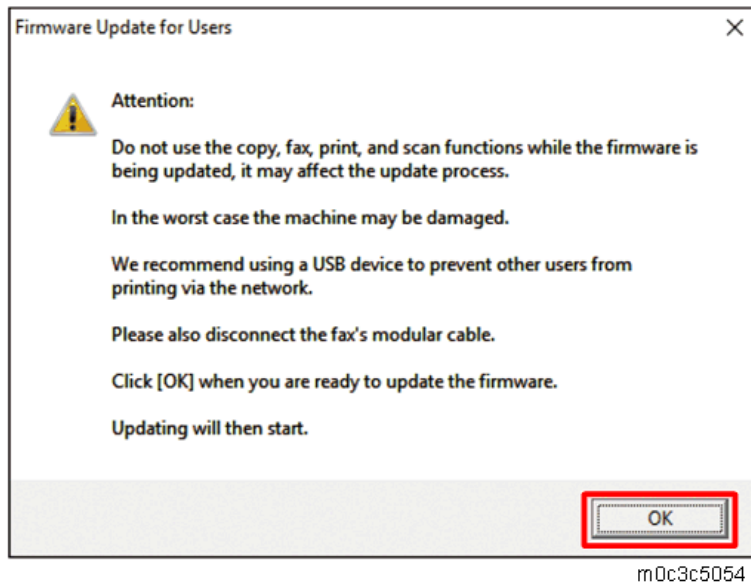 Firmware Update for Users
Attention:
Do not use the copy, fax, print, and scan functions while the firmware is
being updated, it may affect the update process.
In the worst case the machine may be damaged.
We recommend using a USB device to prevent other users from
printing via the network.
Please also disconnect the fax's modular cable.
Click [OK] when you are ready to update the firmware.
Updating will then start.
OK
m0c3c5054